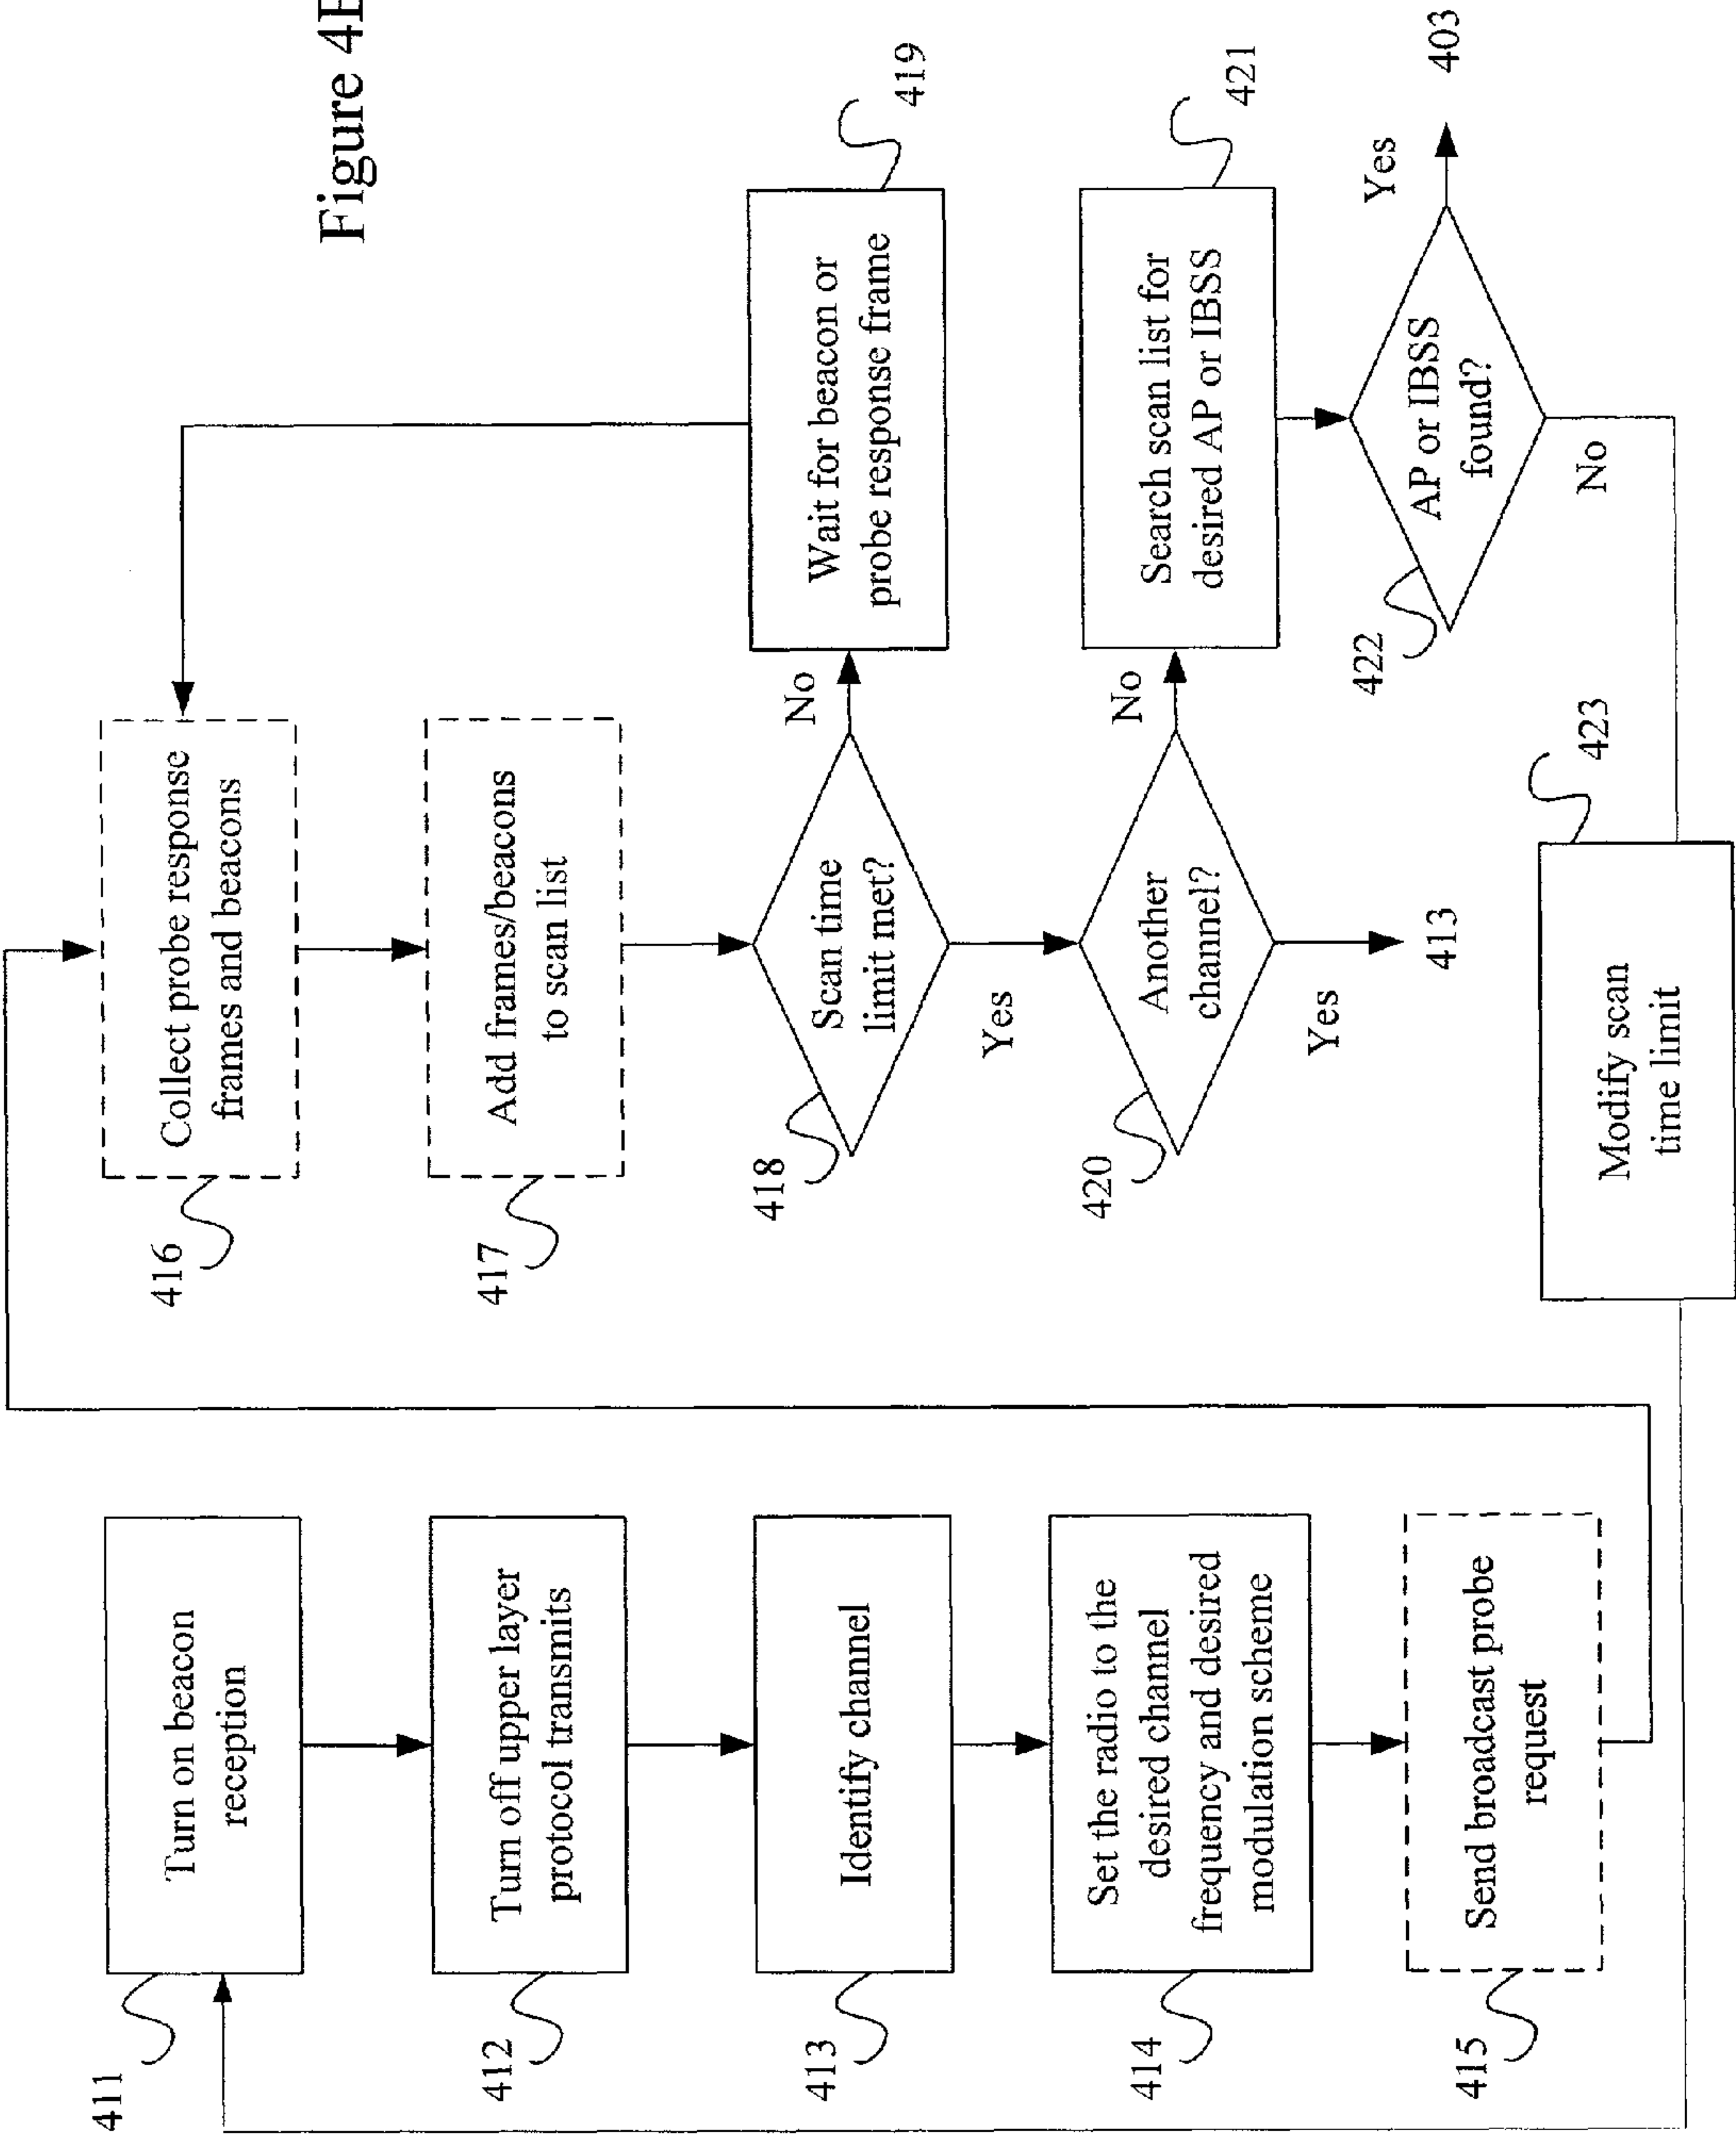 Figure 4B
411
Turn on beacon
reception
412
Turn off upper layer
protocol transmits
413
Identify channel
414
Set the radio to the
desired channel
frequency and desired
modulation scheme
415
Send broadcast probe
request
416
Collect probe response
frames and beacons
417
Add frames/beacons
to scan list
418
Scan time
limit met?
No
Yes
419
Wait for beacon or
probe response frame
420
Another
channel?
No
Yes
413
421
Search scan list for
desired AP or IBSS
422
AP or IBSS
found?
Yes
403
No
423
Modify scan
time limit